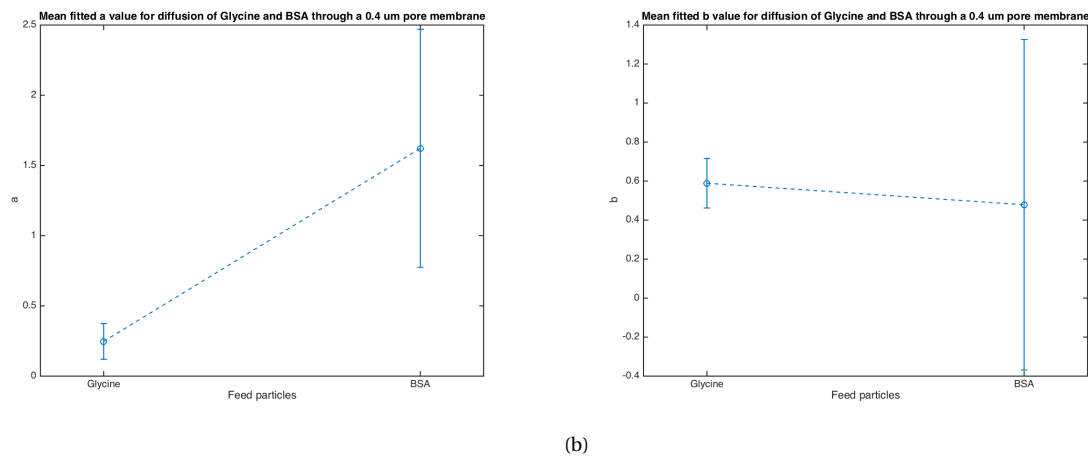 Mean fitted a value for diffusion of Glycine and BSA through a 0.4 um pore membrane
2.5
2
1.5
1
0.5
0
a
Glycine
BSA
Feed particles
Mean fitted b value for diffusion of Glycine and BSA through a 0.4 um pore membrane
1.4
1.2
1
0.8
0.6
0.4
0.2
0
-0.2
-0.4
b
Glycine
BSA
Feed particles
(b)